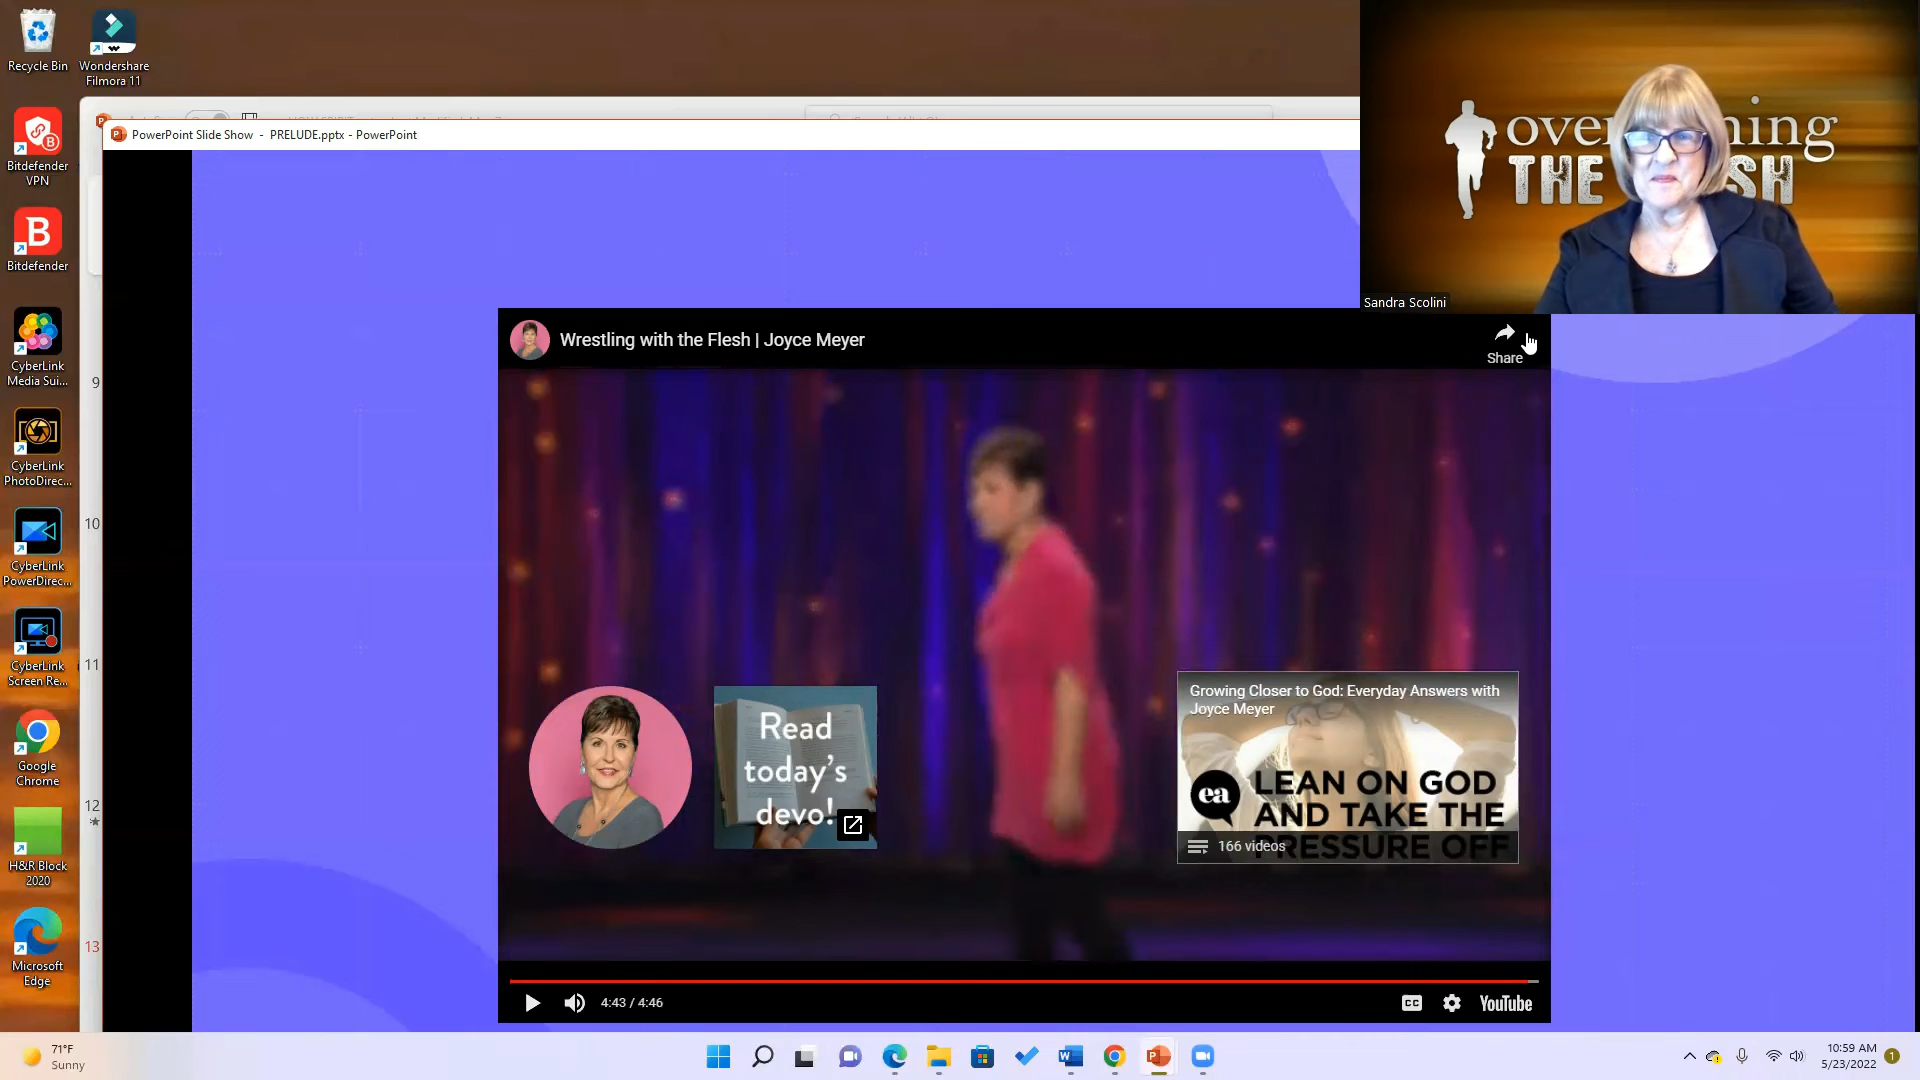 Recycle Bin
Wondershare
Filmora 11
Bitdefender
VPN
Bitdefender
CyberLink
Media Sui...
CyberLink
PhotoDirec...
CyberLink
PowerDirec...
CyberLink
Screen Re...
Google
Chrome
H&R Block
2020
Microsoft
Edge
9
10
11
12
13
PowerPoint Slide Show - PRELUDE.pptx - PowerPoint
THE
Sandra Scolini
Wrestling with the Flesh | Joyce Meyer
Share
Read
today's
devo!
Growing Closer to God: Everyday Answers with
Joyce Meyer
ea
LEAN ON GOD
AND TAKE THE
PRESSURE OFF
166 videos
4:43 / 4:46
CC
YouTube
71°F
Sunny
10:59 AM
5/23/2022
1